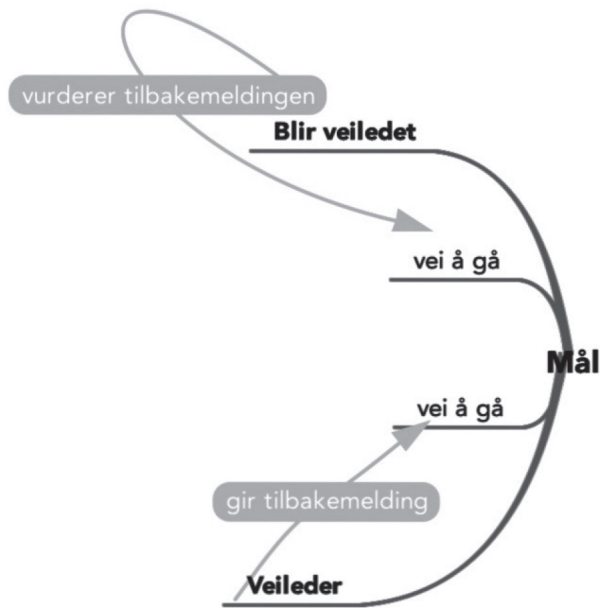 vurderer tilbakemeldingen
Blir veiledet
vei å gå
Mål
vei å gå
gir tilbakemelding
Veileder